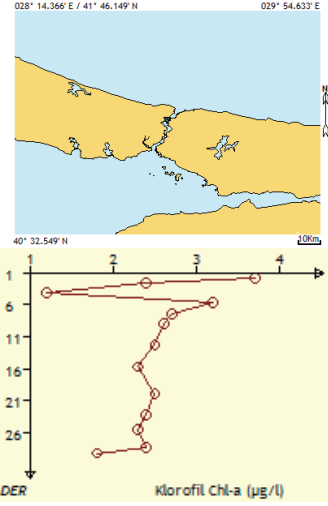 028° 14.366' E / 41° 46.149' N
029° 54.633'
N
40° 32.549' N
10Km
1 2 3 4
1
6
11
16
21
26
DER
Klorofil Chl-a (µg/l)